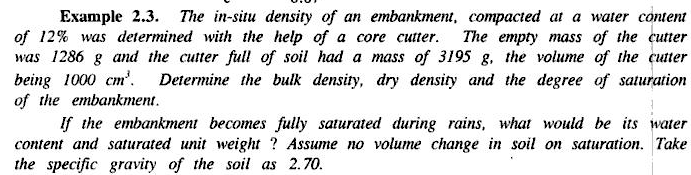 Example 2.3. The in-situ density of an embankment, compacted at a water content
of 12% was determined with the help of a core cutter. The empty mass of the cutter
was 1286 g and the cutter full of soil had a mass of 3195 g, the volume of the cutter
being 1000 cm³. Determine the bulk density, dry density and the degree of saturation
of the embankment.
If the embankment becomes fully saturated during rains, what would be its water
content and saturated unit weight ? Assume no volume change in soil on saturation. Take
the specific gravity of the soil as 2.70.